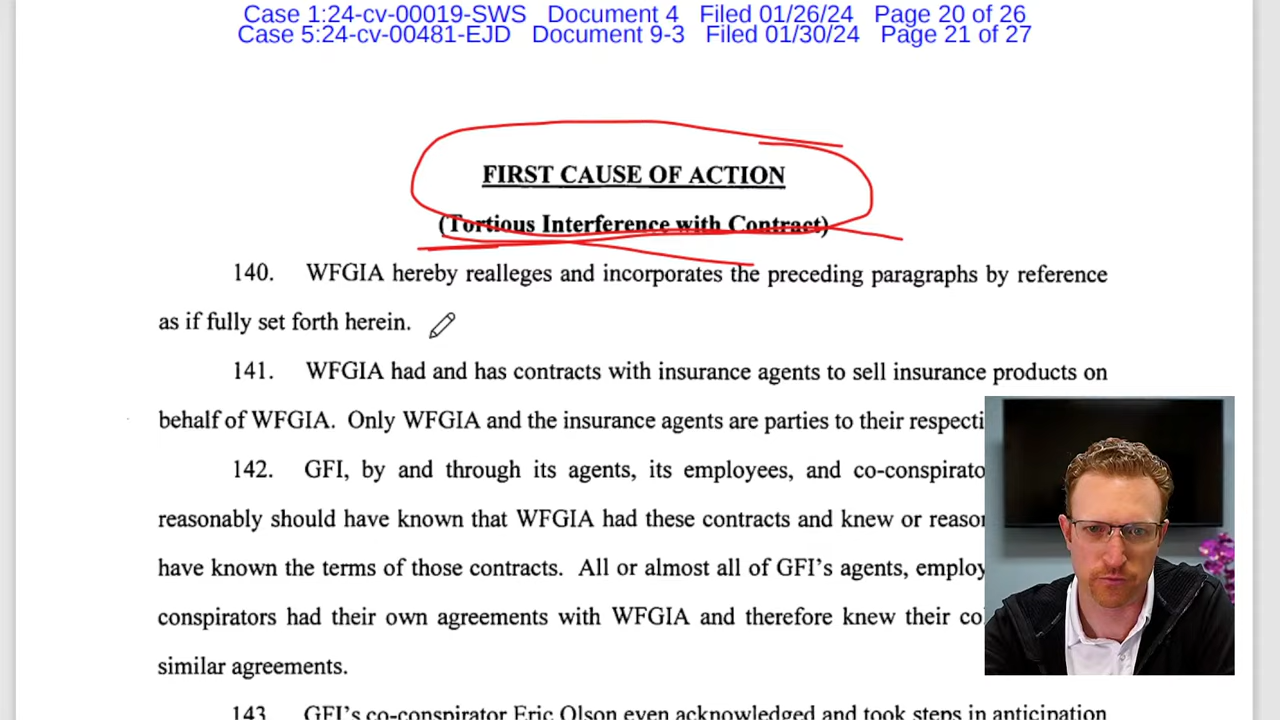 Case 1:24-cv-00019-SWS Document 4 Filed 01/26/24 Page 20 of 26
Case 5:24-cv-00481-EJD Document 9-3 Filed 01/30/24 Page 21 of 27
FIRST CAUSE OF ACTION
(Tortious Interference with Contract)
140. WFGIA hereby realleges and incorporates the preceding paragraphs by reference
as if fully set forth herein.
141. WFGIA had and has contracts with insurance agents to sell insurance products on
behalf of WFGIA. Only WFGIA and the insurance agents are parties to their
142. GFI, by and through its agents, its employees, and
reasonably should have known that WFGIA had these contracts and knew or
have known the terms of those contracts. All or almost all of GFI's agents,
conspirators had their own agreements with WFGIA and therefore knew their
similar agreements.
143. GFI's co-conspirator Eric Olson even acknowledged and took steps in anticipation